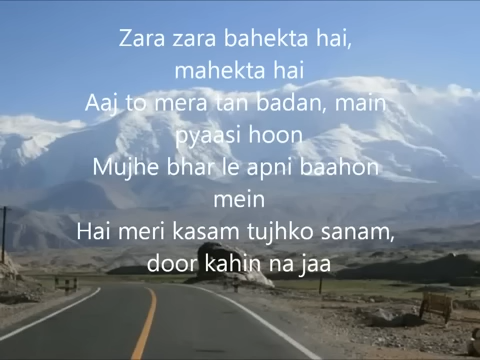 Zara zara bahekta hai,
mahekta hai
Aaj to mera tan badan, main
pyaasi hoon
Mujhe bhar le apni baahon
mein
Hai meri kasam tujhko sanam,
door kahin na jaa